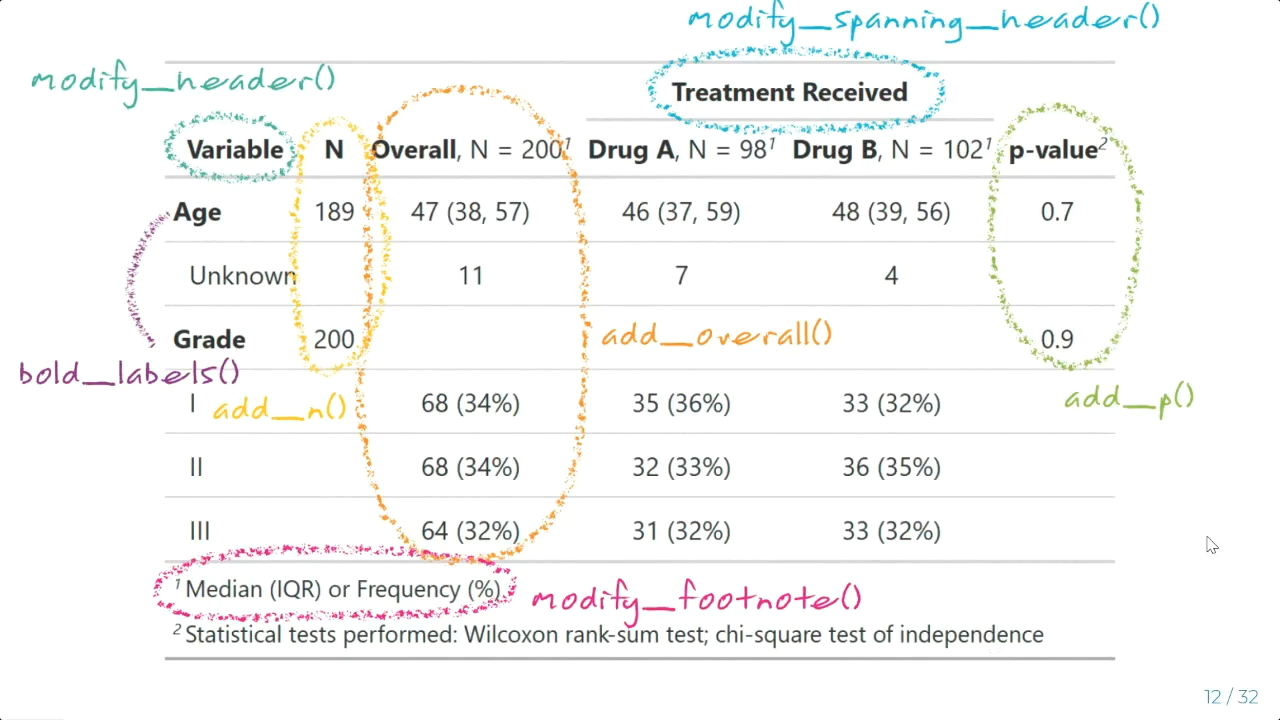 modify_spanning_header()
modify_header()
Treatment Received
Variable N Overall, N = 200¹ Drug A, N = 98¹ Drug B, N = 102¹ p-value²
Age 189 47 (38, 57) 46 (37, 59) 48 (39, 56) 0.7
Unknown 11 7 4
Grade 200 add_overall() 0.9
bold_labels()
I add_n() 68 (34%) 35 (36%) 33 (32%) add_p()
II 68 (34%) 32 (33%) 36 (35%)
III 64 (32%) 31 (32%) 33 (32%)
¹ Median (IQR) or Frequency (%) modify_footnote()
² Statistical tests performed: Wilcoxon rank-sum test; chi-square test of independence
12 / 32